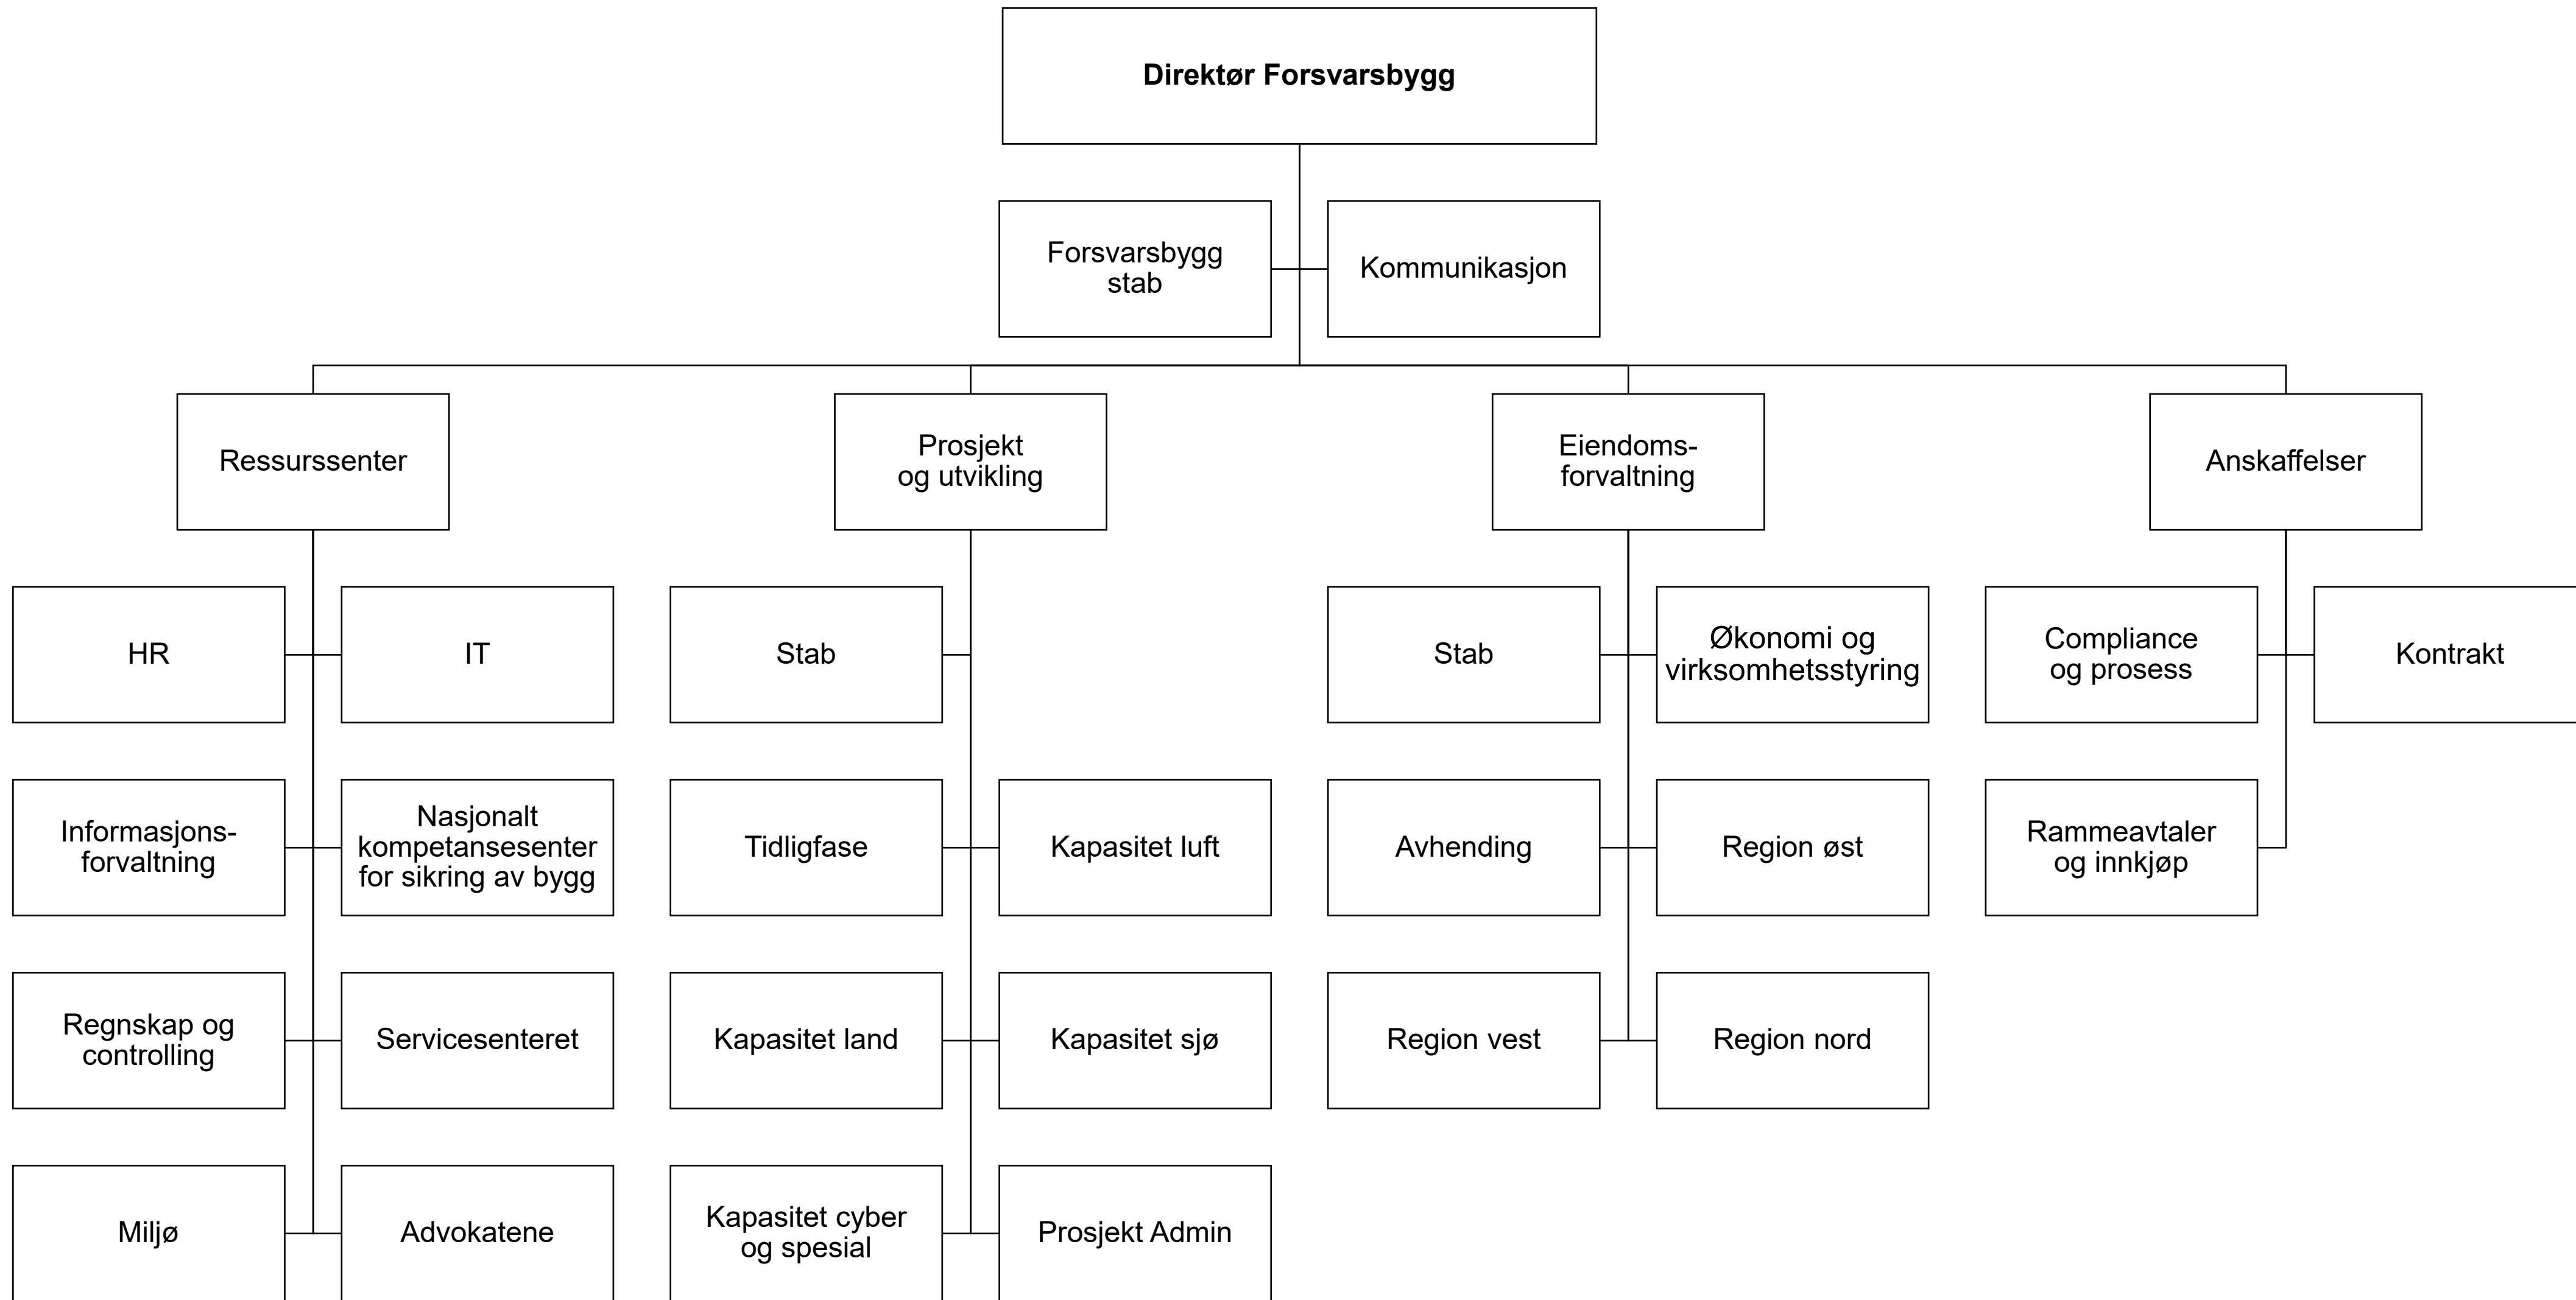 Direktør Forsvarsbygg
Forsvarsbygg
stab
Kommunikasjon
Ressurssenter
Prosjekt
og utvikling
Eiendoms-
forvaltning
Anskaffelser
HR
IT
Stab
Stab
Økonomi og
virksomhetsstyring
Compliance
og prosess
Kontrakt
Informasjons-
forvaltning
Nasjonalt
kompetansesenter
for sikring av bygg
Tidligfase
Kapasitet luft
Avhending
Region øst
Rammeavtaler
og innkjøp
Regnskap og
controlling
Servicesenteret
Kapasitet land
Kapasitet sjø
Region vest
Region nord
Miljø
Advokatene
Kapasitet cyber
og spesial
Prosjekt Admin